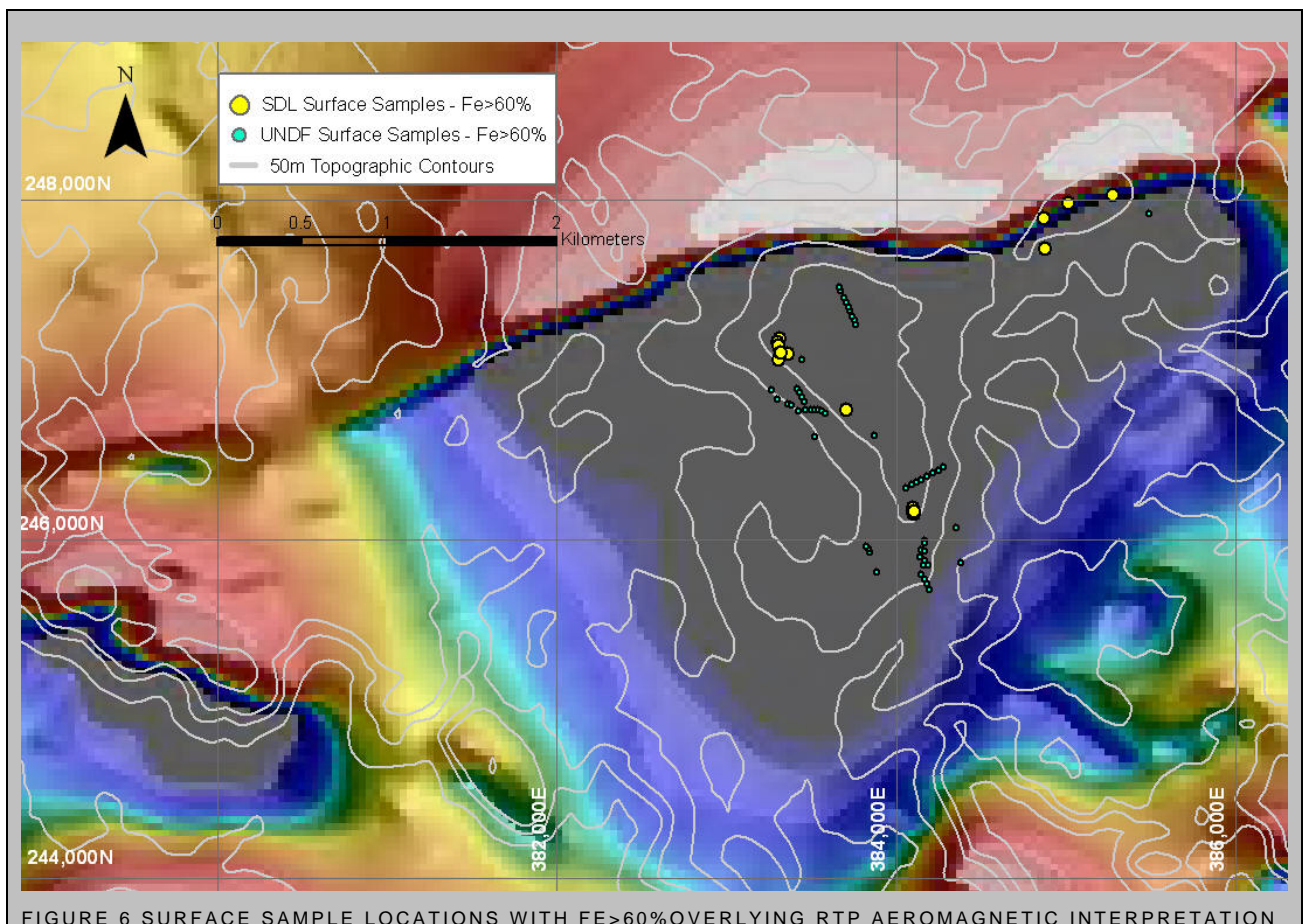 N
SDL Surface Samples - Fe>60%
UNDF Surface Samples - Fe>60%
50m Topographic Contours
248,000N
0 0.5 1 2
Kilometers
246,000N
244,000N
382,000E
384,000E
386,000E
FIGURE 6 SURFACE SAMPLE LOCATIONS WITH FE>60%OVERLYING RTP AEROMAGNETIC INTERPRETATION